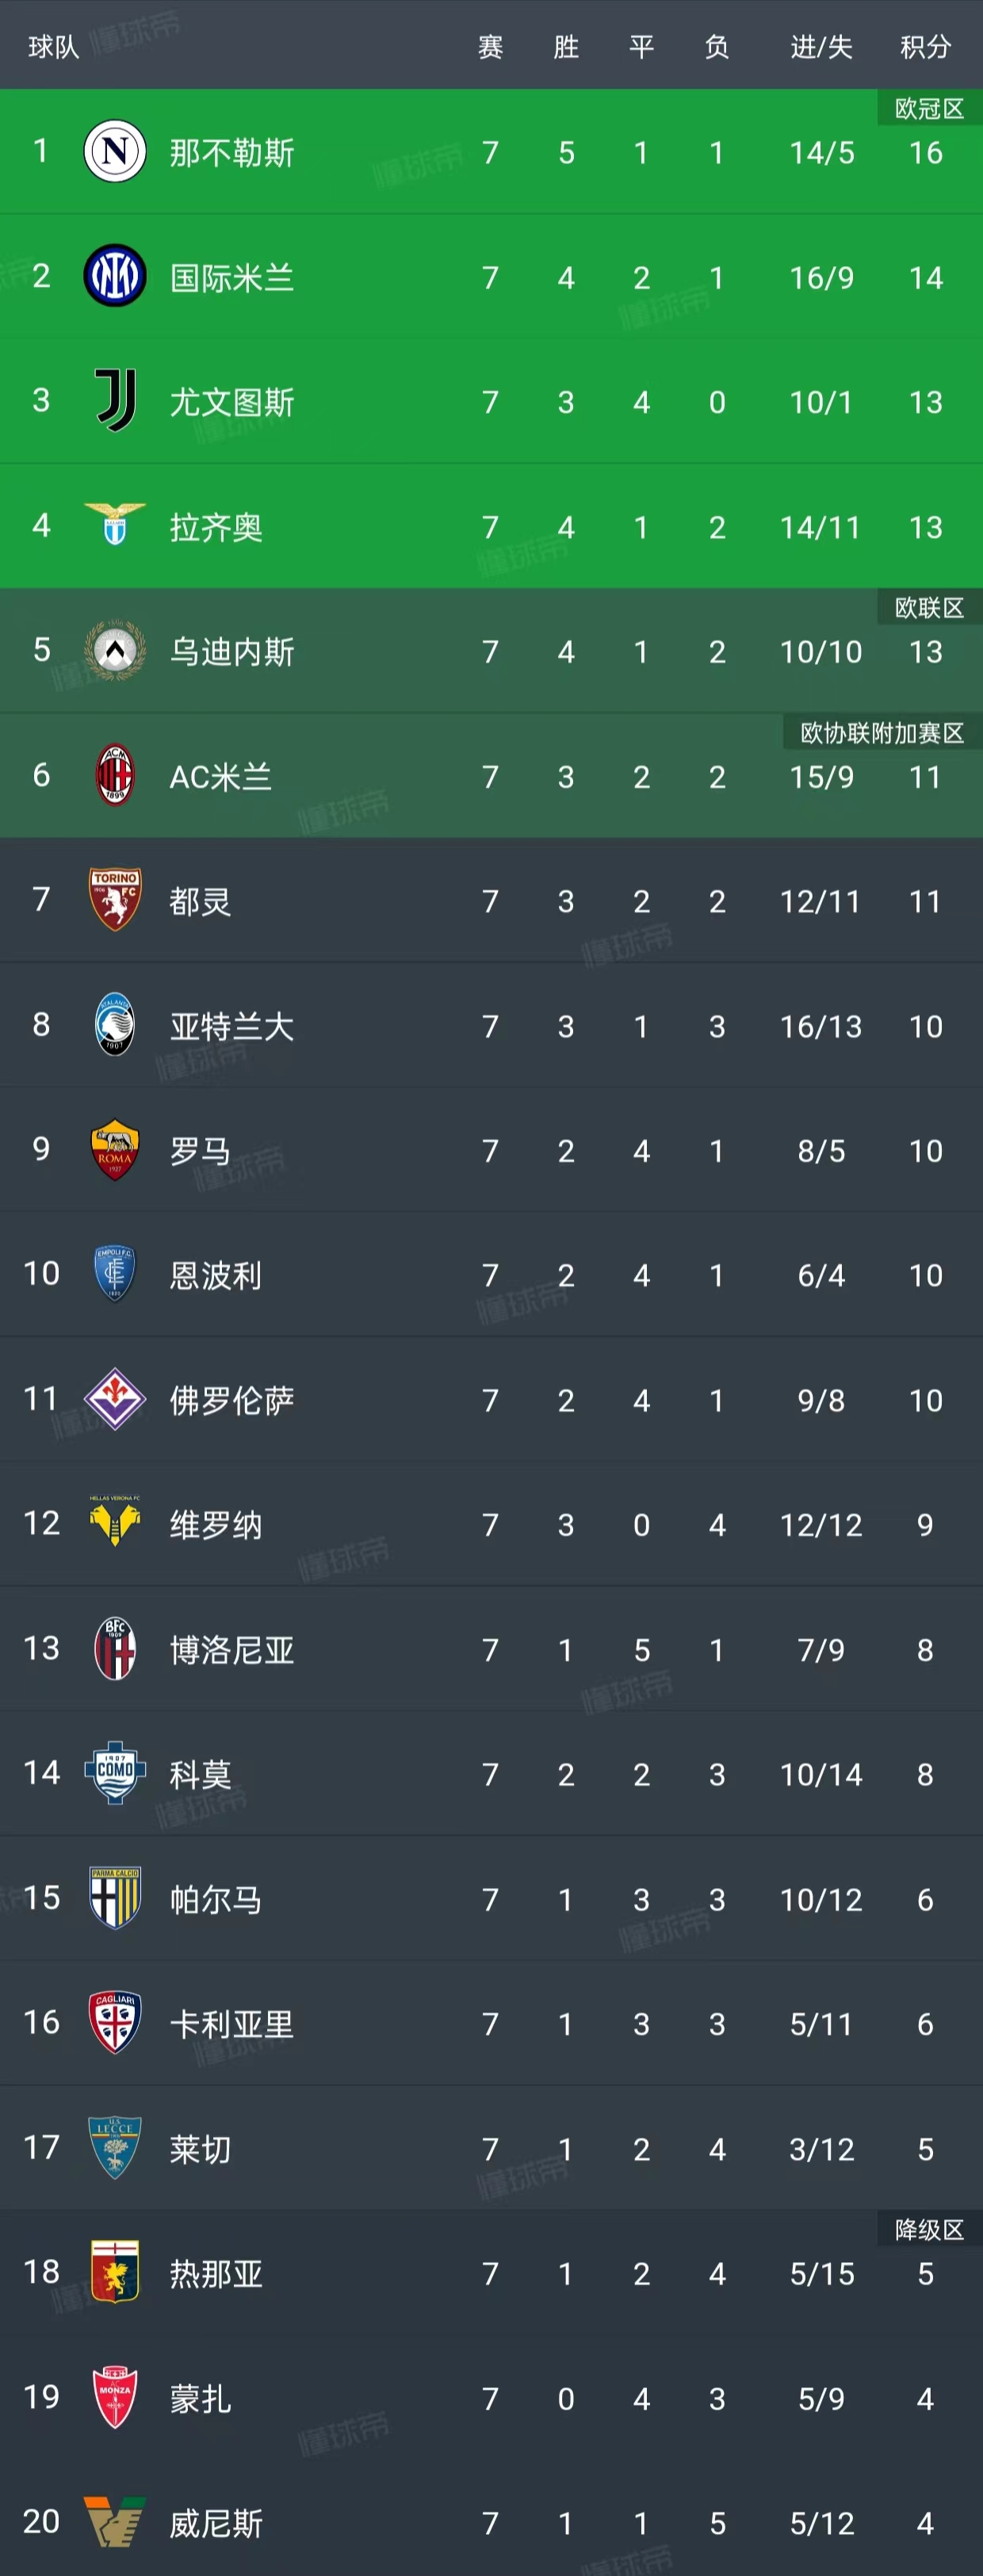 球队 赛 胜 平 负 进/失 积分
欧冠区
1 那不勒斯 7 5 1 1 14/5 16
2 国际米兰 7 4 2 1 16/9 14
3 尤文图斯 7 3 4 0 10/1 13
4 拉齐奥 7 4 1 2 14/11 13
欧联区
5 乌迪内斯 7 4 1 2 10/10 13
欧协联附加赛区
6 AC米兰 7 3 2 2 15/9 11
7 都灵 7 3 2 2 12/11 11
8 亚特兰大 7 3 1 3 16/13 10
9 罗马 7 2 4 1 8/5 10
10 恩波利 7 2 4 1 6/4 10
11 佛罗伦萨 7 2 4 1 9/8 10
12 维罗纳 7 3 0 4 12/12 9
13 博洛尼亚 7 1 5 1 7/9 8
14 科莫 7 2 2 3 10/14 8
15 帕尔马 7 1 3 3 10/12 6
16 卡利亚里 7 1 3 3 5/11 6
17 莱切 7 1 2 4 3/12 5
降级区
18 热那亚 7 1 2 4 5/15 5
19 蒙扎 7 0 4 3 5/9 4
20 威尼斯 7 1 1 5 5/12 4